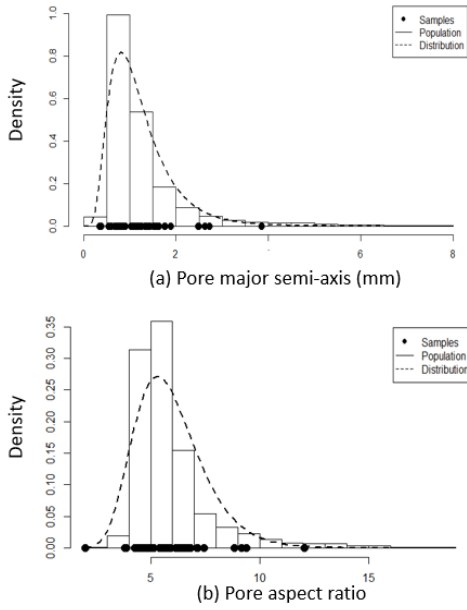 1.0
0.8
0.6
0.4
0.2
0.0
Density
Samples
Population
Distribution
0 2 4 6 8
(a) Pore major semi-axis (mm)
0.35
0.30
0.25
0.20
0.15
0.10
0.05
0.00
Density
Samples
Population
Distribution
5 10 15
(b) Pore aspect ratio